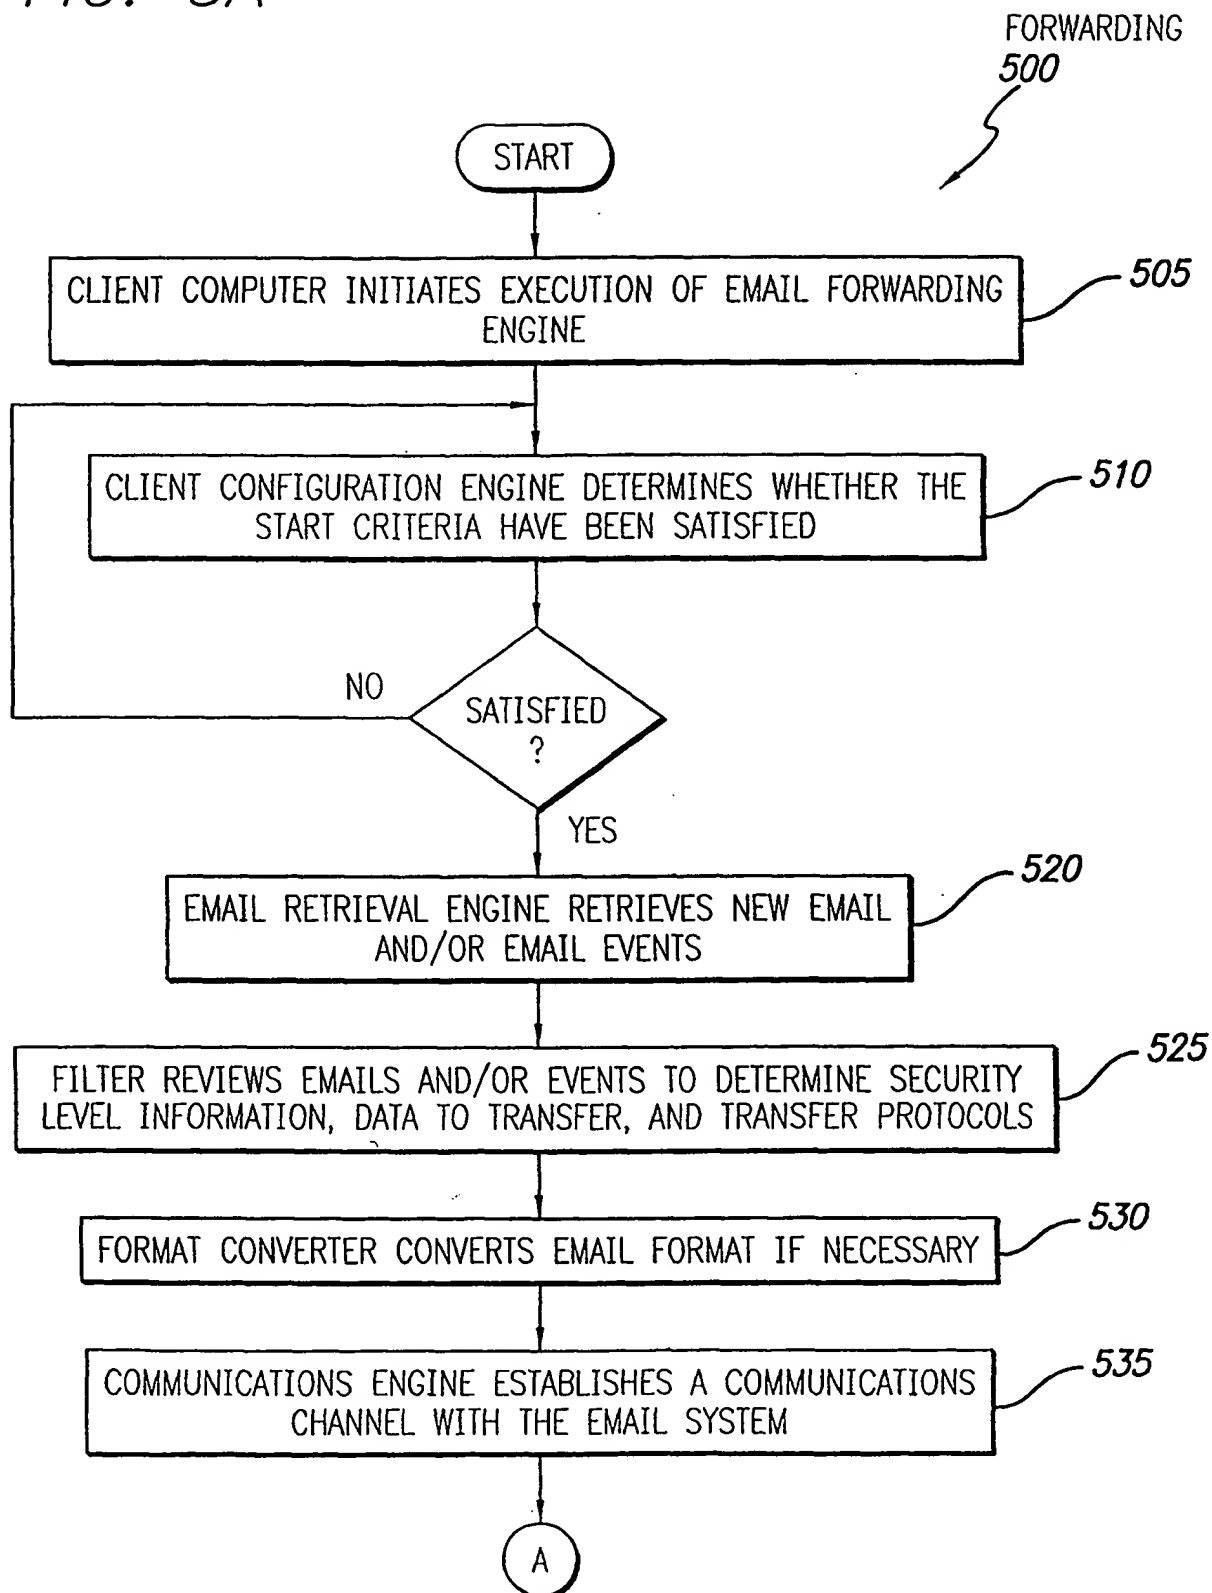 FORWARDING
500
START
CLIENT COMPUTER INITIATES EXECUTION OF EMAIL FORWARDING
ENGINE
505
CLIENT CONFIGURATION ENGINE DETERMINES WHETHER THE
START CRITERIA HAVE BEEN SATISFIED
510
NO
SATISFIED
?
YES
EMAIL RETRIEVAL ENGINE RETRIEVES NEW EMAIL
AND/OR EMAIL EVENTS
520
FILTER REVIEWS EMAILS AND/OR EVENTS TO DETERMINE SECURITY
LEVEL INFORMATION, DATA TO TRANSFER, AND TRANSFER PROTOCOLS
525
FORMAT CONVERTER CONVERTS EMAIL FORMAT IF NECESSARY
530
COMMUNICATIONS ENGINE ESTABLISHES A COMMUNICATIONS
CHANNEL WITH THE EMAIL SYSTEM
535
A